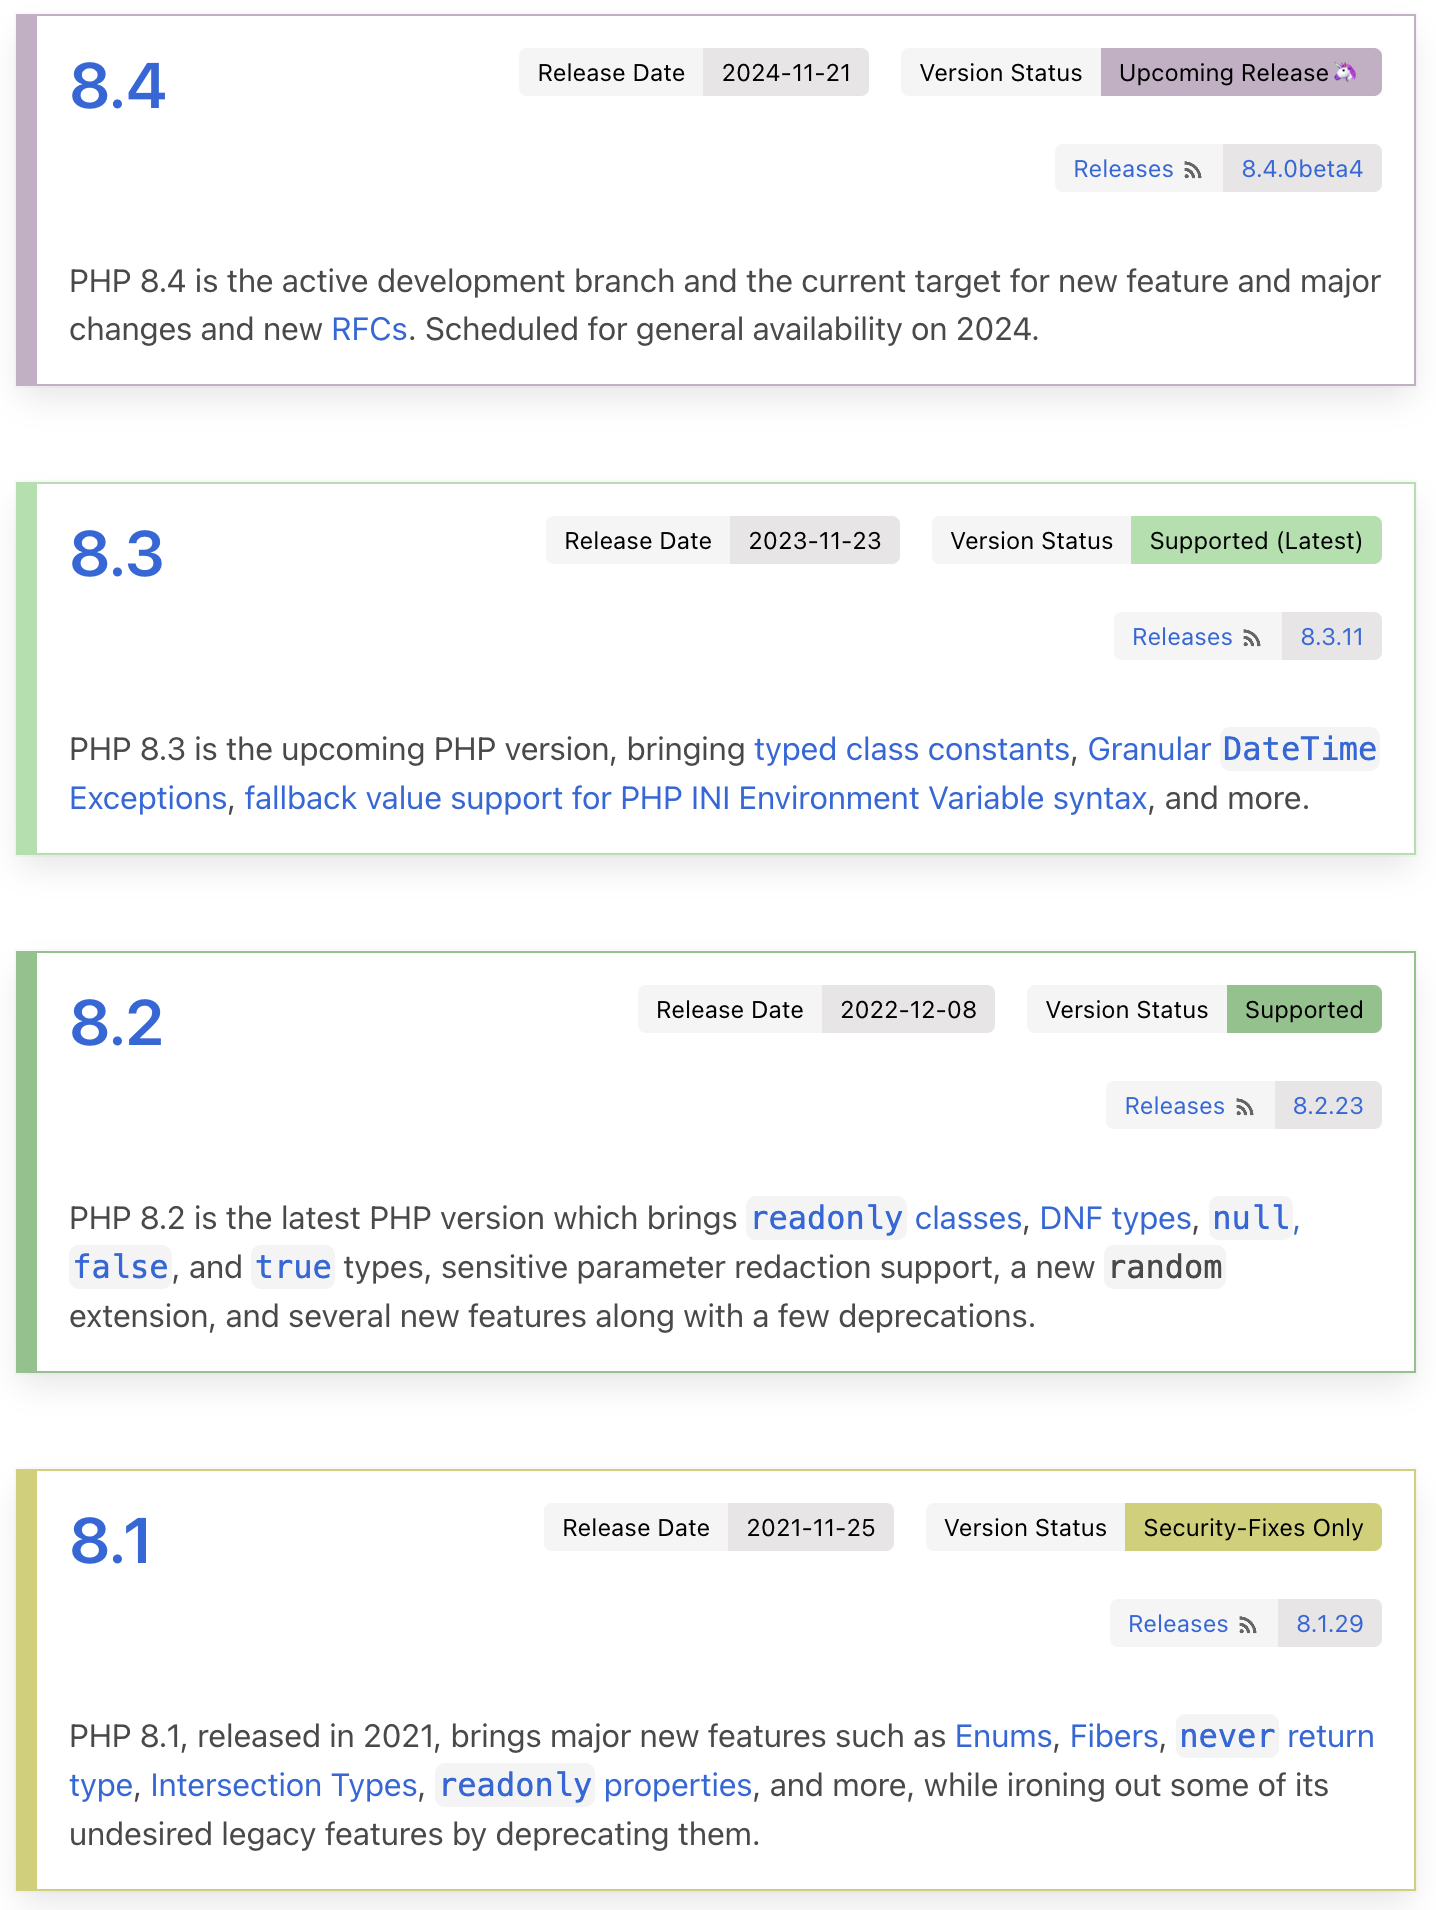 8.4
Release Date 2024-11-21 Version Status Upcoming Release🦄
Releases 8.4.0beta4
PHP 8.4 is the active development branch and the current target for new feature and major
changes and new RFCs. Scheduled for general availability on 2024.
8.3
Release Date 2023-11-23 Version Status Supported (Latest)
Releases 8.3.11
PHP 8.3 is the upcoming PHP version, bringing typed class constants, Granular DateTime
Exceptions, fallback value support for PHP INI Environment Variable syntax, and more.
8.2
Release Date 2022-12-08 Version Status Supported
Releases 8.2.23
PHP 8.2 is the latest PHP version which brings readonly classes, DNF types, null,
false, and true types, sensitive parameter redaction support, a new random
extension, and several new features along with a few deprecations.
8.1
Release Date 2021-11-25 Version Status Security-Fixes Only
Releases 8.1.29
PHP 8.1, released in 2021, brings major new features such as Enums, Fibers, never return
type, Intersection Types, readonly properties, and more, while ironing out some of its
undesired legacy features by deprecating them.